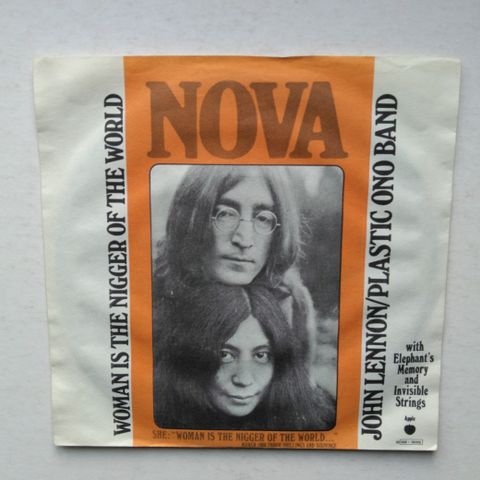 WOMAN IS THE NIGGER OF THE WORLD
NOVA
SHE: "WOMAN IS THE NIGGER OF THE WORLD..."
JOHN LENNON/PLASTIC ONO BAND
with
Elephant's
Memory
and
Invisible
Strings
Apple